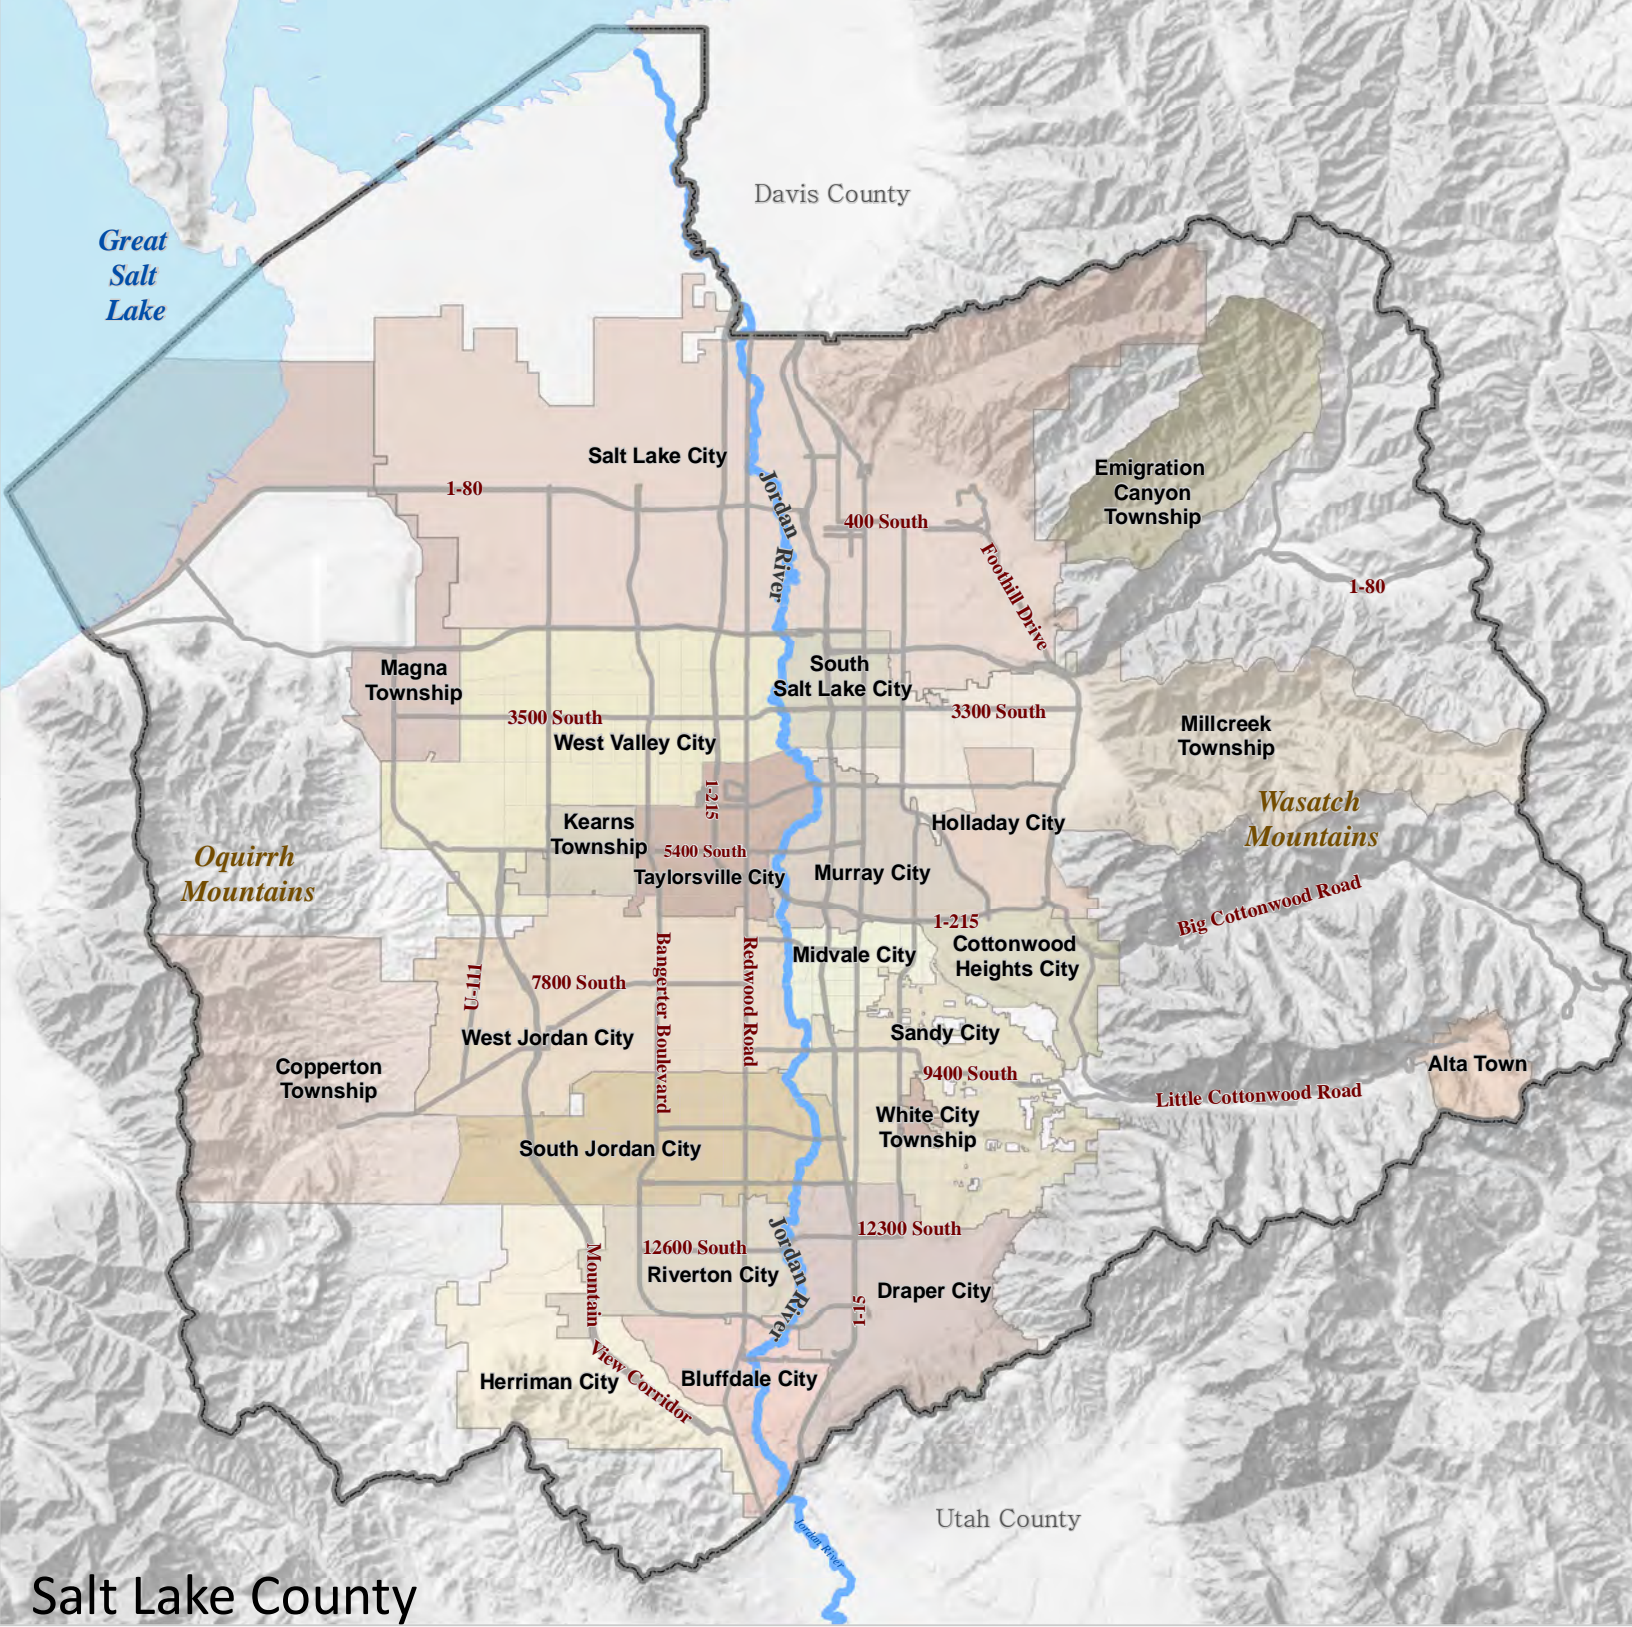 Davis County
Great
Salt
Lake
Salt Lake City
1-80
Jordan
River
400 South
Emigration
Canyon
Township
Foothill Drive
1-80
Magna
Township
South
Salt Lake City
3500 South
3300 South
West Valley City
Millcreek
Township
1-215
Wasatch
Mountains
Kearns
Township
Holladay City
5400 South
Oquirrh
Mountains
Taylorsville City
Murray City
Big Cottonwood Road
1-215
Midvale City
Cottonwood
Heights City
U-111
7800 South
Bangerter Boulevard
Redwood Road
West Jordan City
Sandy City
Copperton
Township
9400 South
Alta Town
Little Cottonwood Road
White City
Township
South Jordan City
12300 South
Jordan
River
12600 South
Riverton City
Mountain
View Corridor
Draper City
I-15
Herriman City
Bluffdale City
Utah County
Jordan River
Salt Lake County